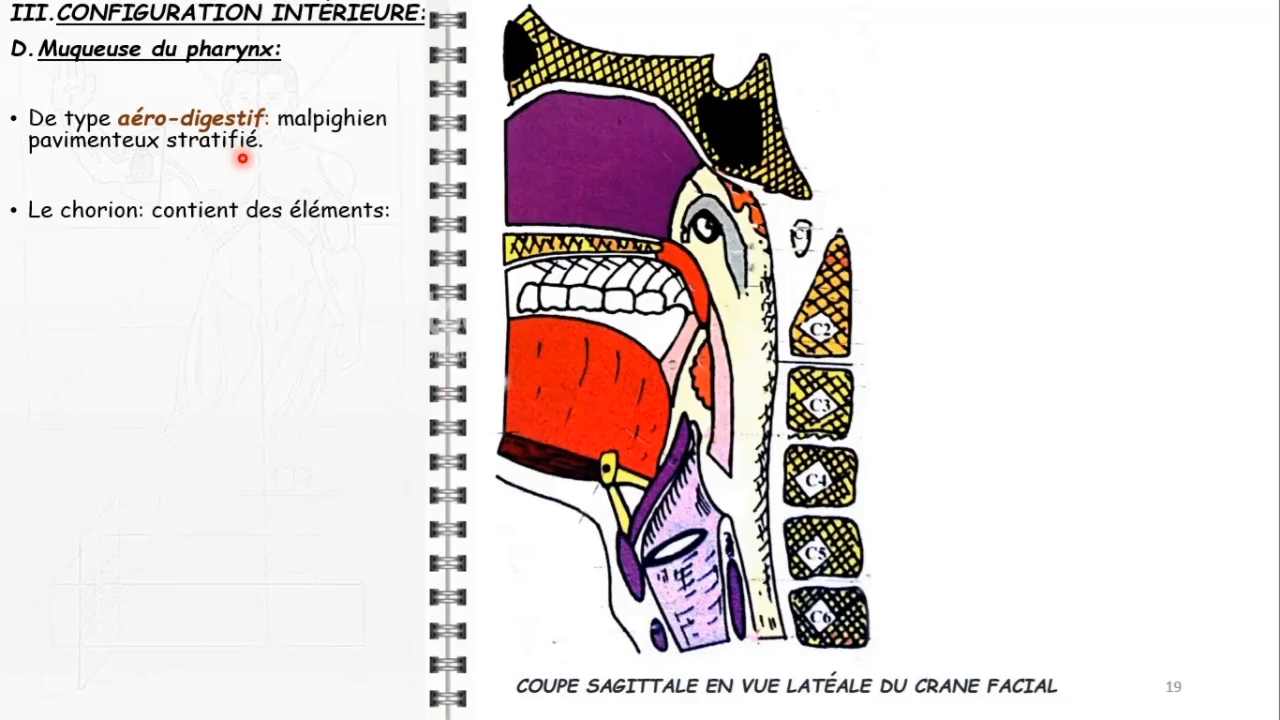 III. CONFIGURATION INTÉRIEURE:
D. Muqueuse du pharynx:
• De type aéro-digestif: malpighien
pavimenteux stratifié.
• Le chorion: contient des éléments:
C2
C3
C4
C5
C6
COUPE SAGITTALE EN VUE LATÉALE DU CRANE FACIAL
19